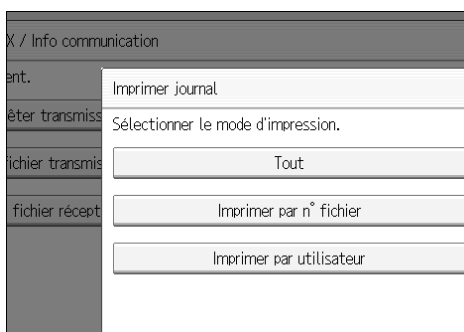 X / Info communication
ent.
Imprimer journal
êter transmiss
Sélectionner le mode d'impression.
ichier transmis
Tout
fichier récept
Imprimer par n° fichier
Imprimer par utilisateur